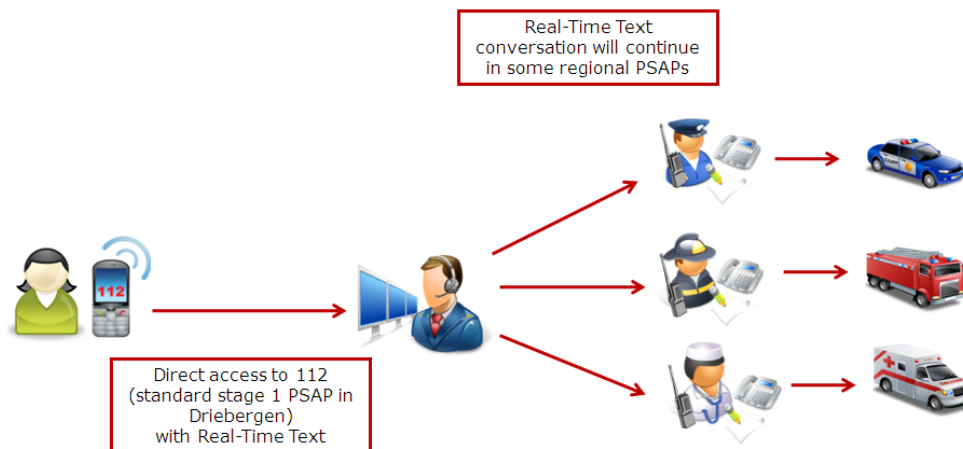 Real-Time Text
conversation will continue
in some regional PSAPs
112
Direct access to 112
(standard stage 1 PSAP in
Driebergen)
with Real-Time Text